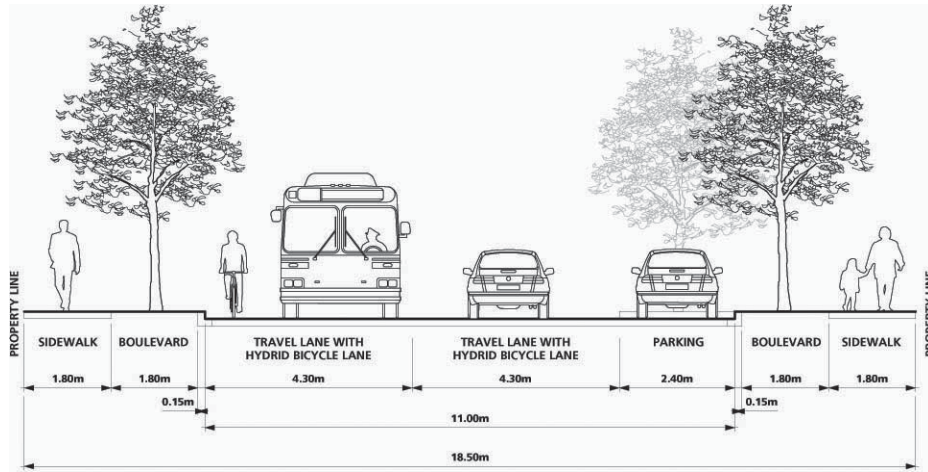 PROPERTY LINE
SIDEWALK
BOULEVARD
TRAVEL LANE WITH
HYDRID BICYCLE LANE
TRAVEL LANE WITH
HYDRID BICYCLE LANE
PARKING
BOULEVARD
SIDEWALK
PROPERTY LINE
1.80m
1.80m
4.30m
4.30m
2.40m
1.80m
1.80m
0.15m
11.00m
0.15m
18.50m